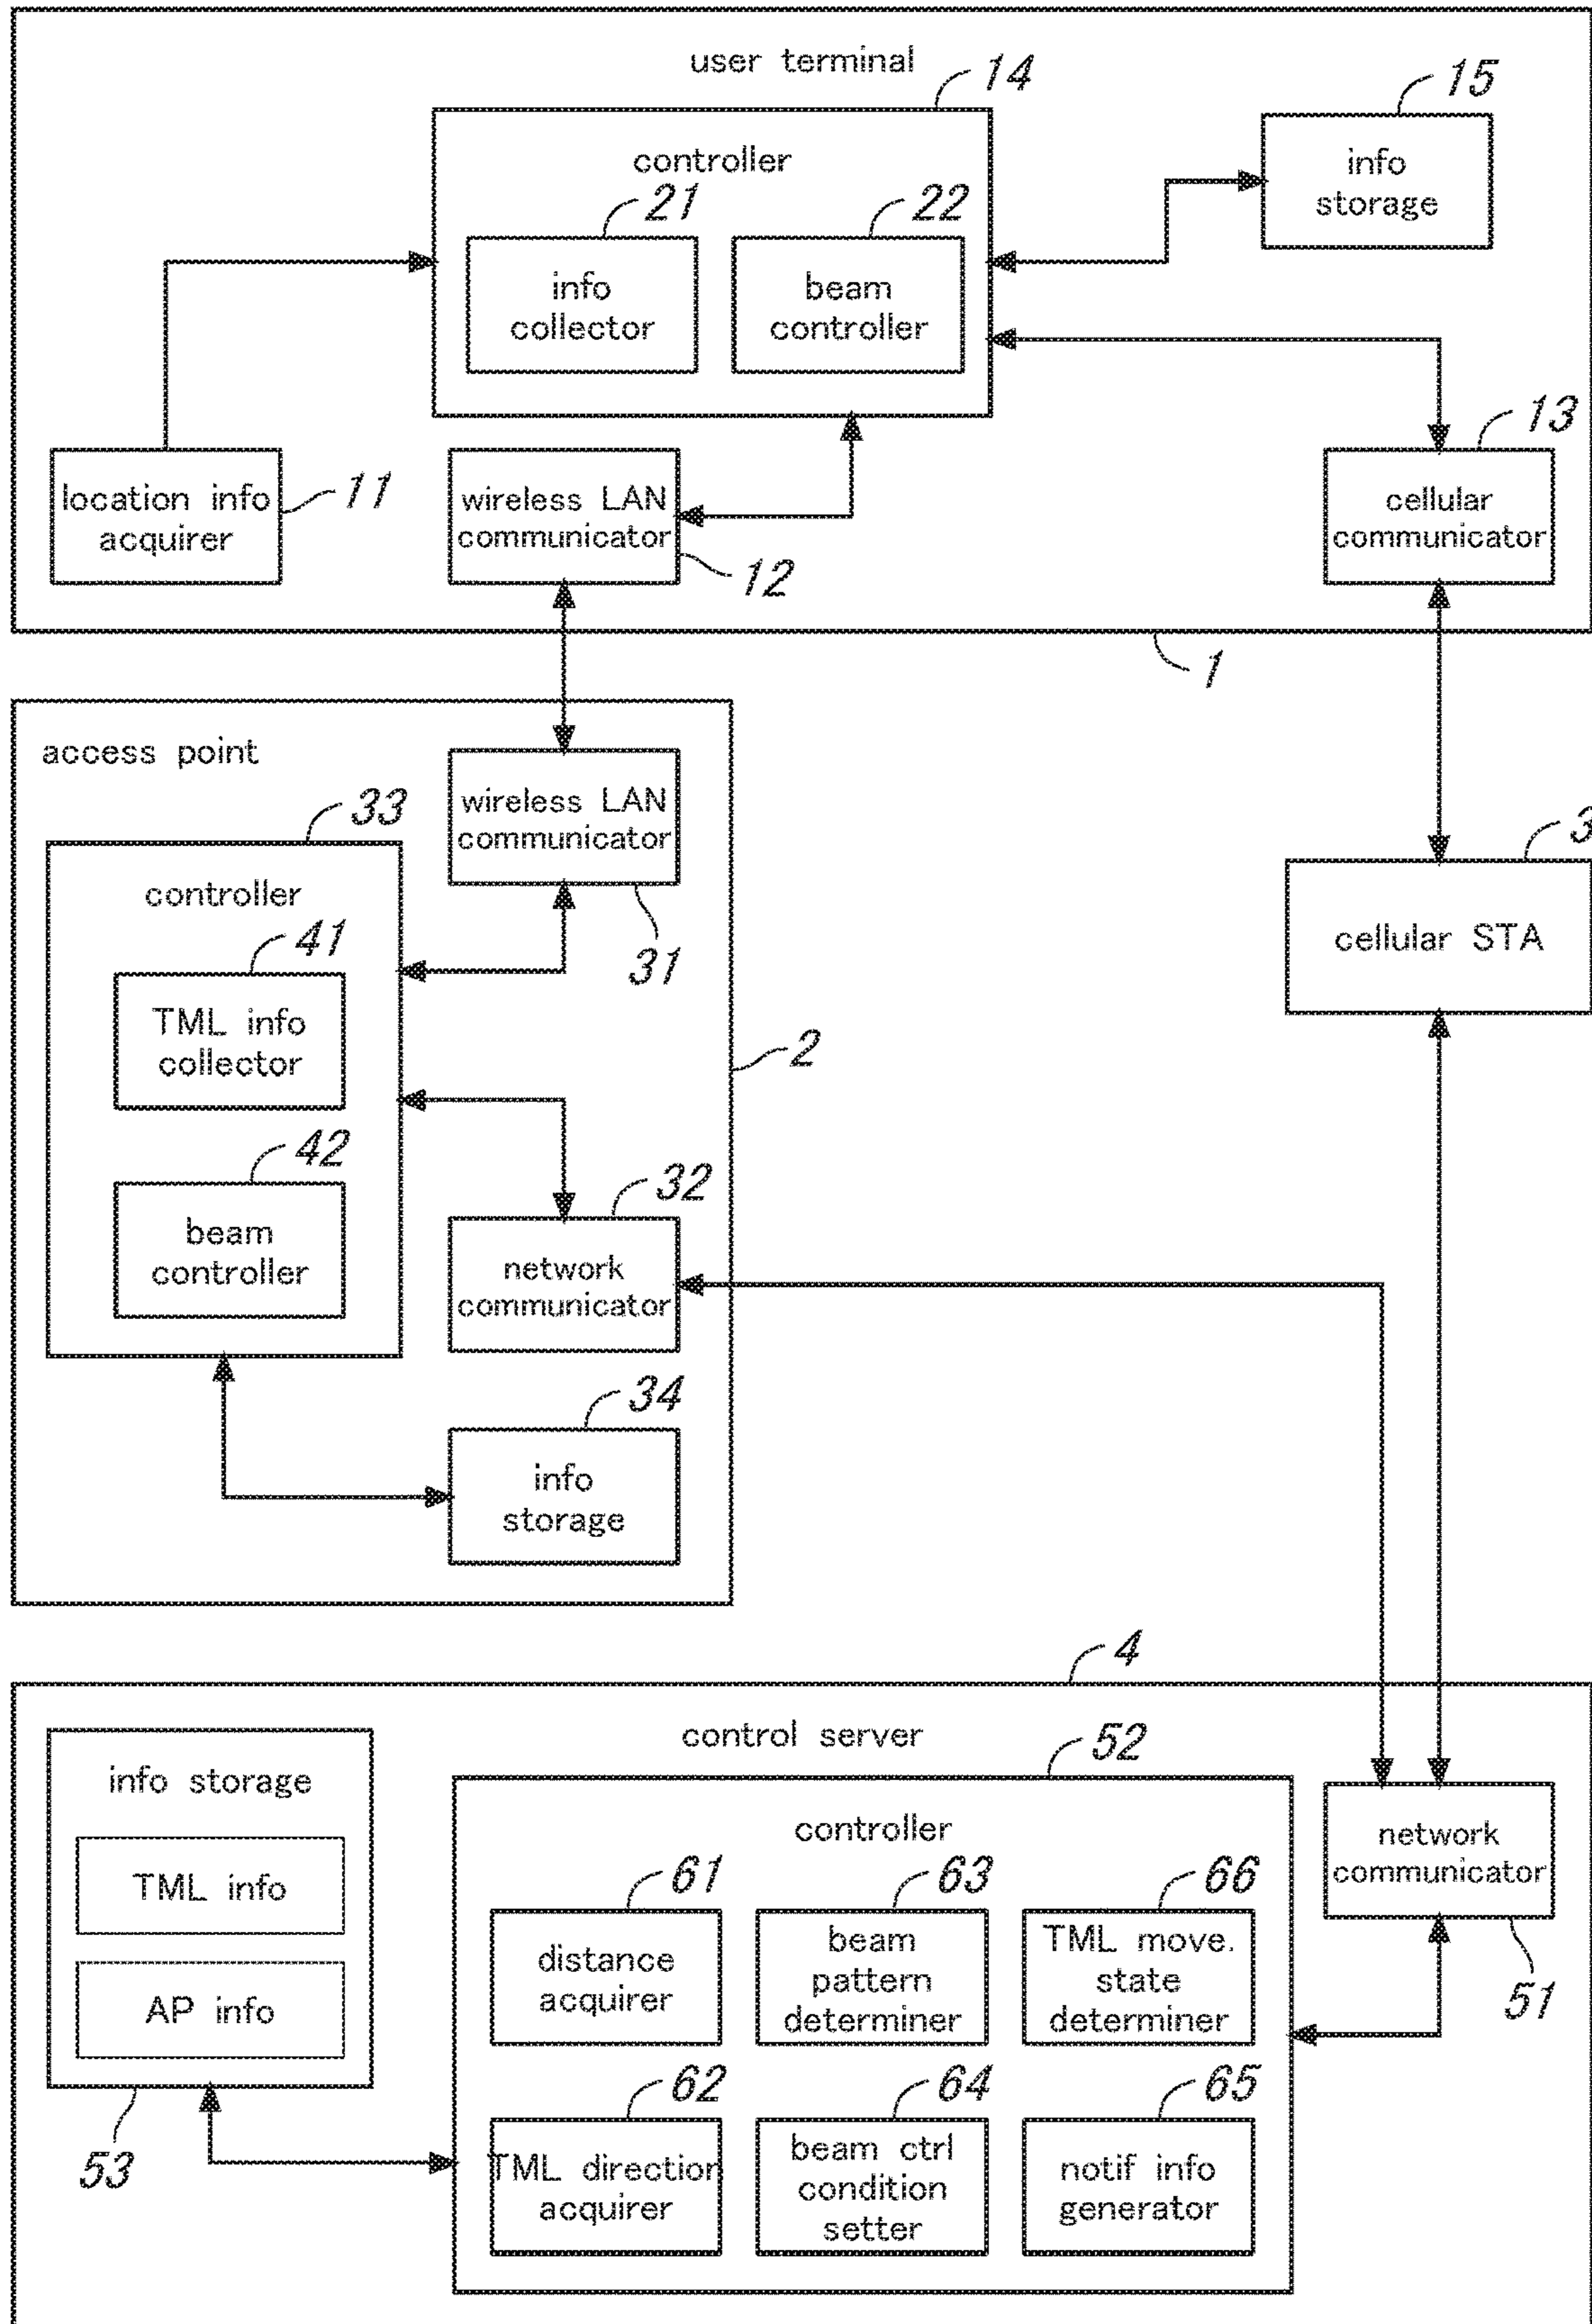 user terminal
14
15
controller
info
storage
21
22
info
collector
beam
controller
13
location info
acquirer
11
wireless LAN
communicator
12
cellular
communicator
1
access point
wireless LAN
communicator
33
3
controller
31
cellular STA
41
TML info
collector
2
42
32
beam
controller
network
communicator
34
info
storage
4
control server
52
info storage
controller
network
communicator
TML info
61
63
66
AP info
distance
acquirer
beam
pattern
determiner
TML move.
state
determiner
51
53
62
64
65
TML direction
acquirer
beam ctrl
condition
setter
notif info
generator